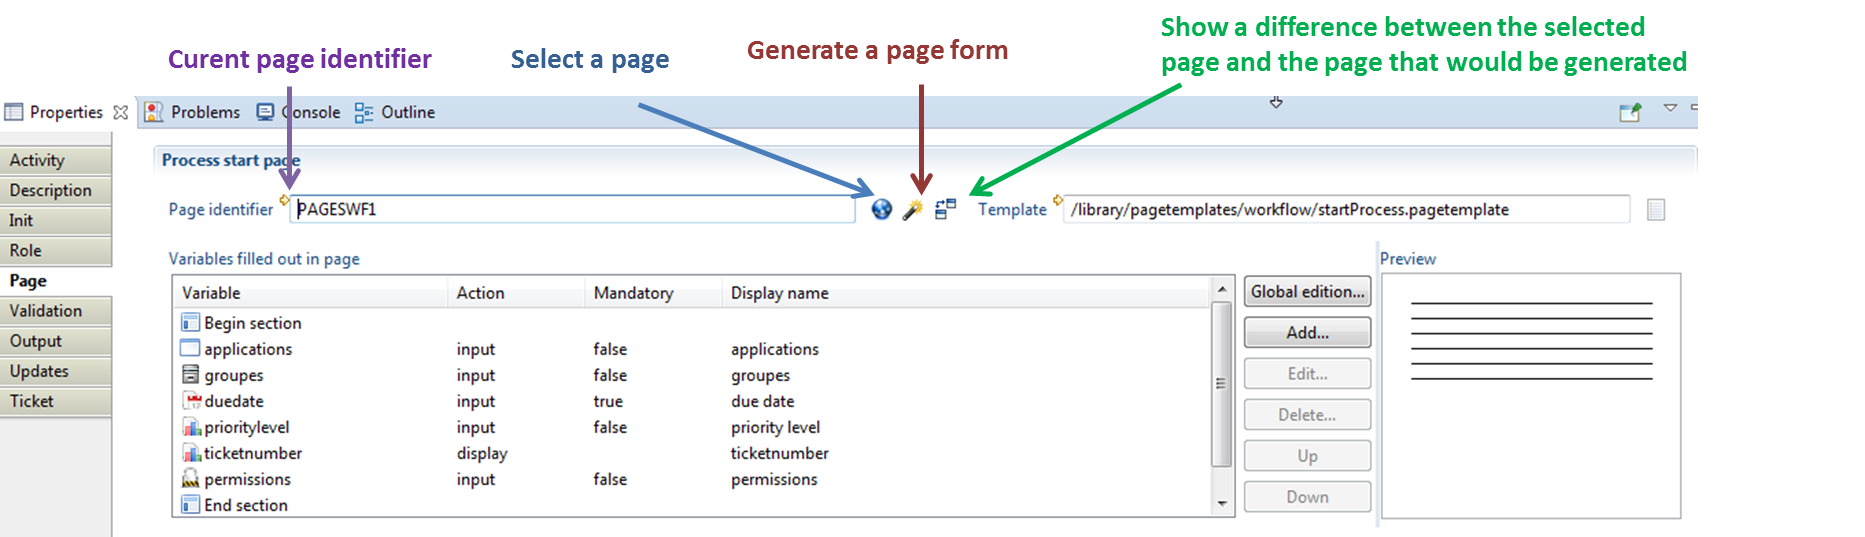 Curent page identifier
Select a page
Generate a page form
Show a difference between the selected
page and the page that would be generated
Properties
Problems
Console
Outline
Activity
Description
Init
Role
Page
Validation
Output
Updates
Ticket
Process start page
Page identifier
PAGESWF1
Template
/library/pagetemplates/workflow/startProcess.pagetemplate
Variables filled out in page
Variable Action Mandatory Display name
Begin section
applications input false applications
groupes input false groupes
duedate input true due date
prioritylevel input false priority level
ticketnumber display ticketnumber
permissions input false permissions
End section
Global edition...
Add...
Edit...
Delete...
Up
Down
Preview